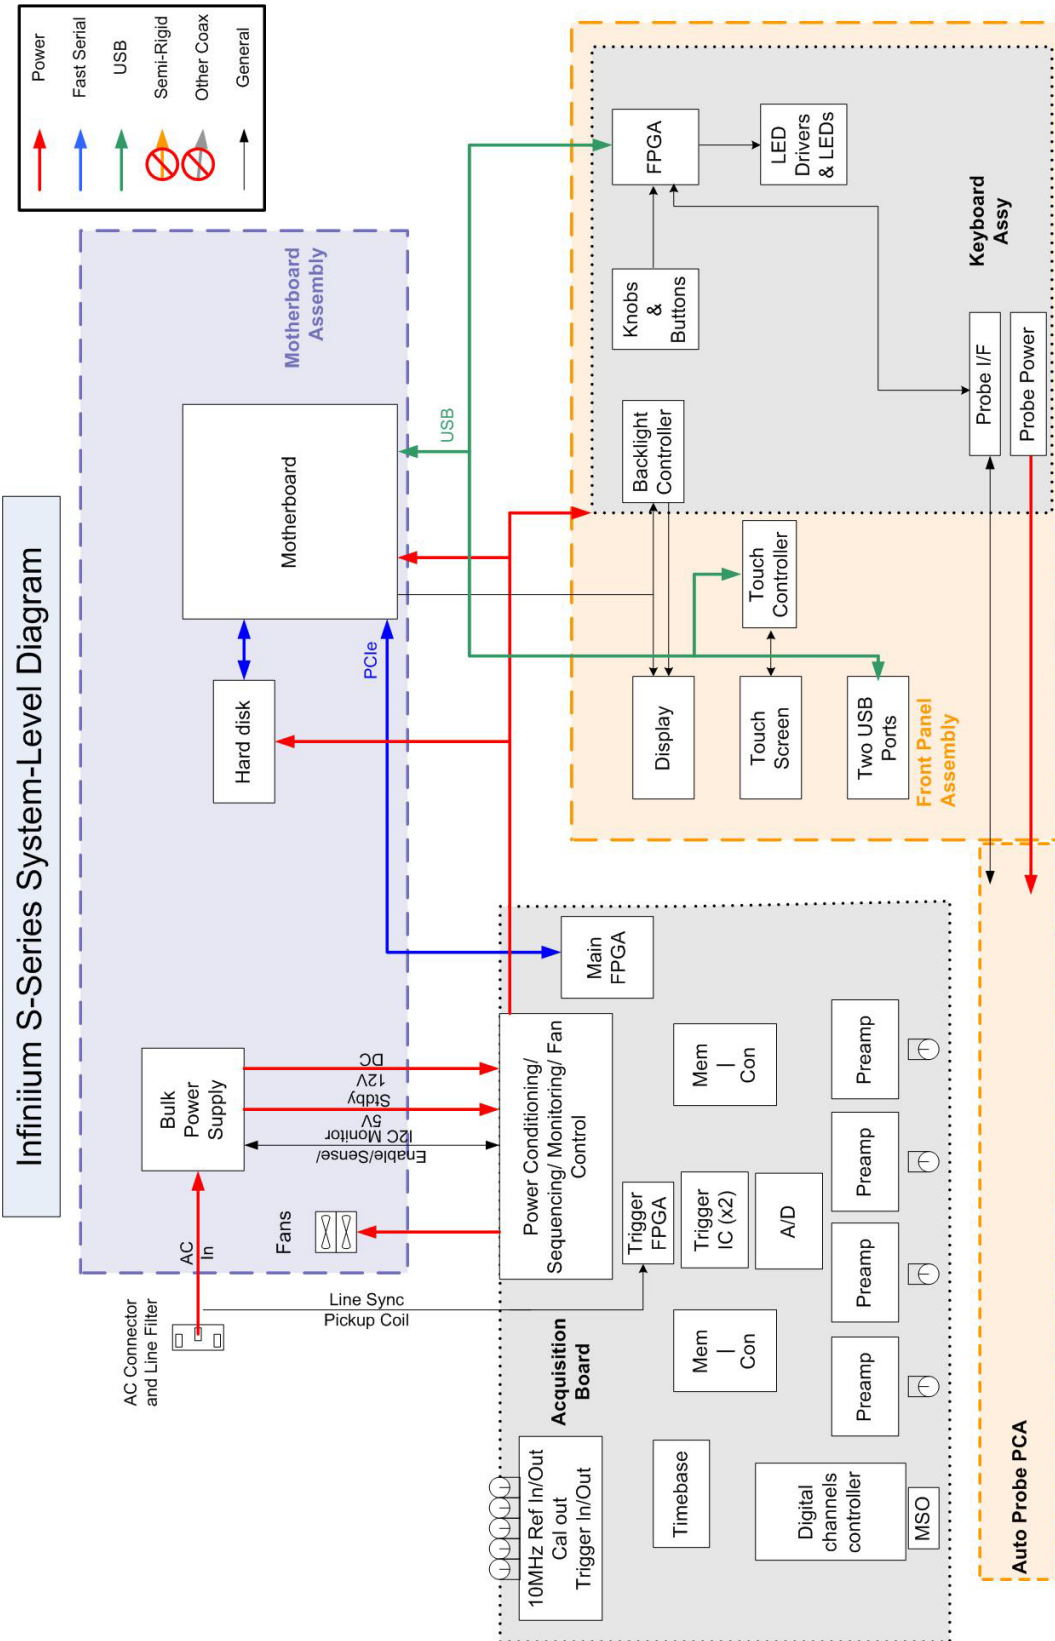 Infiniium S-Series System-Level Diagram
Power
Fast Serial
USB
Semi-Rigid
Other Coax
General
AC Connector
and Line Filter
AC
In
Fans
Bulk
Power
Supply
Enable/Sense/
I2C Monitor
5V
Stdby
12V
DC
Hard disk
Motherboard
Motherboard
Assembly
PCIe
USB
Line Sync
Pickup Coil
10MHz Ref In/Out
Cal out
Trigger In/Out
Acquisition
Board
Power Conditioning/
Sequencing/ Monitoring/ Fan
Control
Main
FPGA
Timebase
Trigger
FPGA
Trigger
IC (x2)
A/D
Mem
|
Con
Mem
|
Con
Digital
channels
controller
MSO
Preamp
Preamp
Preamp
Preamp
Display
Backlight
Controller
Touch
Screen
Touch
Controller
Two USB
Ports
Front Panel
Assembly
Knobs
&
Buttons
FPGA
LED
Drivers
& LEDs
Keyboard
Assy
Probe I/F
Probe Power
Auto Probe PCA